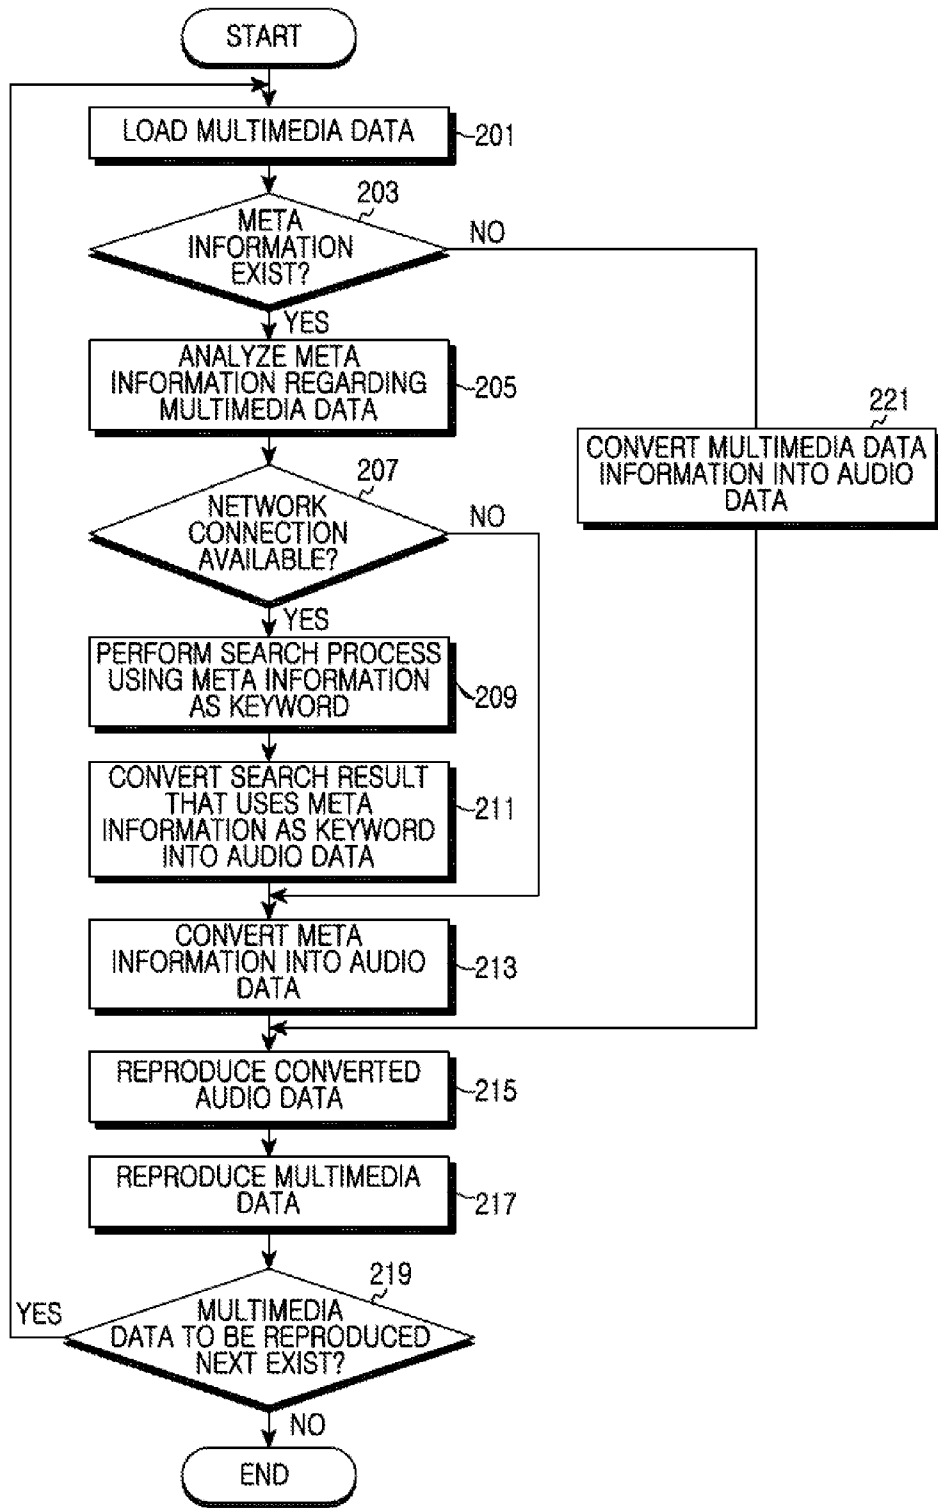 START
LOAD MULTIMEDIA DATA
201
203
META
INFORMATION
EXIST?
NO
YES
ANALYZE META
INFORMATION REGARDING
MULTIMEDIA DATA
205
221
CONVERT MULTIMEDIA DATA
INFORMATION INTO AUDIO
DATA
207
NETWORK
CONNECTION
AVAILABLE?
NO
YES
PERFORM SEARCH PROCESS
USING META INFORMATION
AS KEYWORD
209
CONVERT SEARCH RESULT
THAT USES META
INFORMATION AS KEYWORD
INTO AUDIO DATA
211
CONVERT META
INFORMATION INTO AUDIO
DATA
213
REPRODUCE CONVERTED
AUDIO DATA
215
REPRODUCE MULTIMEDIA
DATA
217
219
YES
MULTIMEDIA
DATA TO BE REPRODUCED
NEXT EXIST?
NO
END